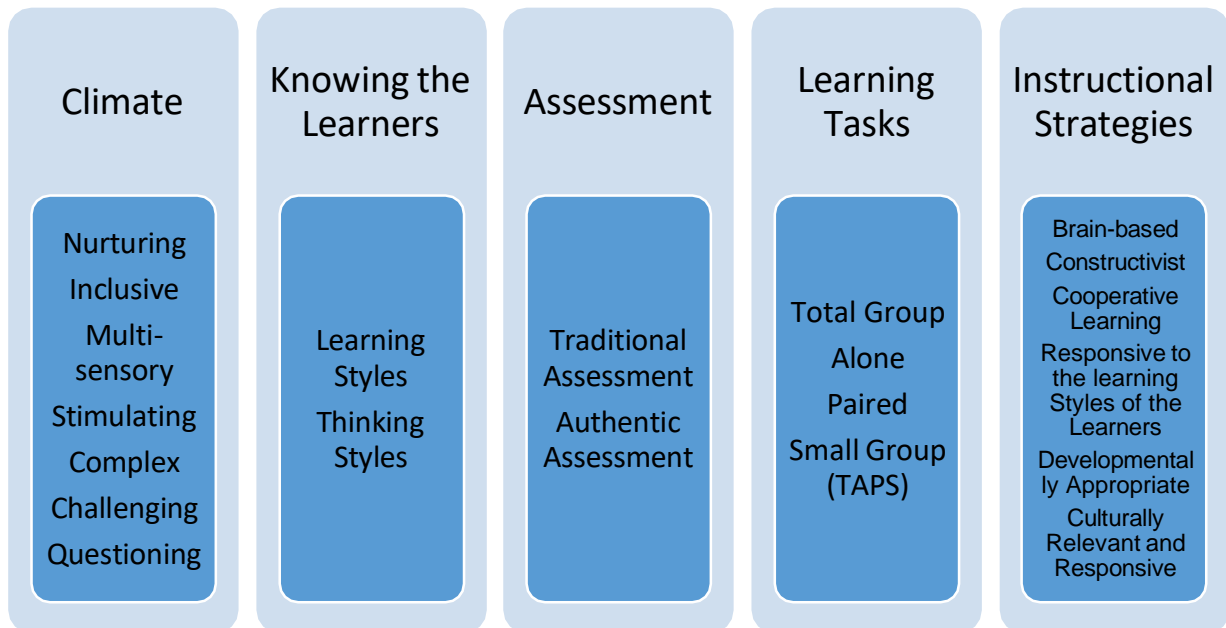 Climate
Nurturing
Inclusive
Multi-
sensory
Stimulating
Complex
Challenging
Questioning
Knowing the
Learners
Learning
Styles
Thinking
Styles
Assessment
Traditional
Assessment
Authentic
Assessment
Learning
Tasks
Total Group
Alone
Paired
Small Group
(TAPS)
Instructional
Strategies
Brain-based
Constructivist
Cooperative
Learning
Responsive to
the learning
Styles of the
Learners
Developmental
ly Appropriate
Culturally
Relevant and
Responsive